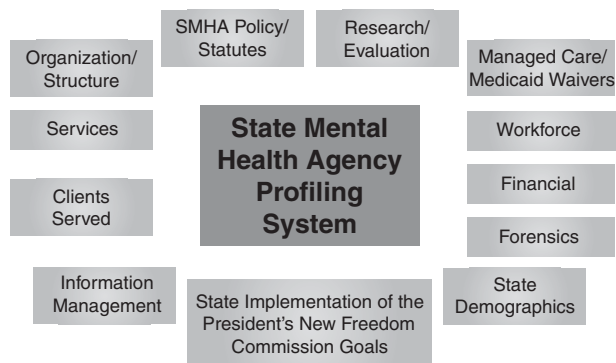 SMHA Policy/
Statutes
Research/
Evaluation
Organization/
Structure
Managed Care/
Medicaid Waivers
Services
State Mental
Health Agency
Profiling
System
Workforce
Clients
Served
Financial
Forensics
Information
Management
State Implementation of the
President's New Freedom
Commission Goals
State
Demographics